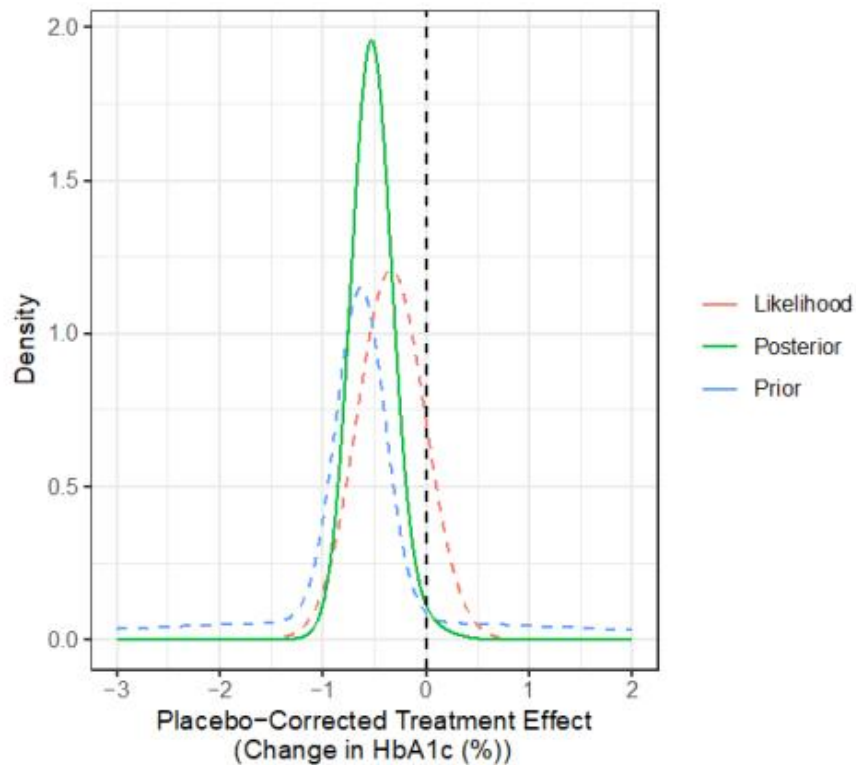 2.0
1.5
1.0
0.5
0.0
Density
−3 −2 −1 0 1 2
Placebo−Corrected Treatment Effect
(Change in HbA1c (%))
Likelihood
Posterior
Prior